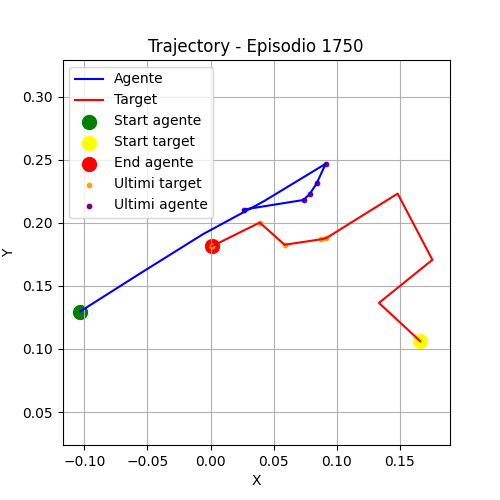 Trajectory - Episodio 1750
Agente
Target
Start agente
Start target
End agente
Ultimi target
Ultimi agente
0.30
0.25
0.20
0.15
0.10
0.05
Y
−0.10
−0.05
0.00
0.05
0.10
0.15
X